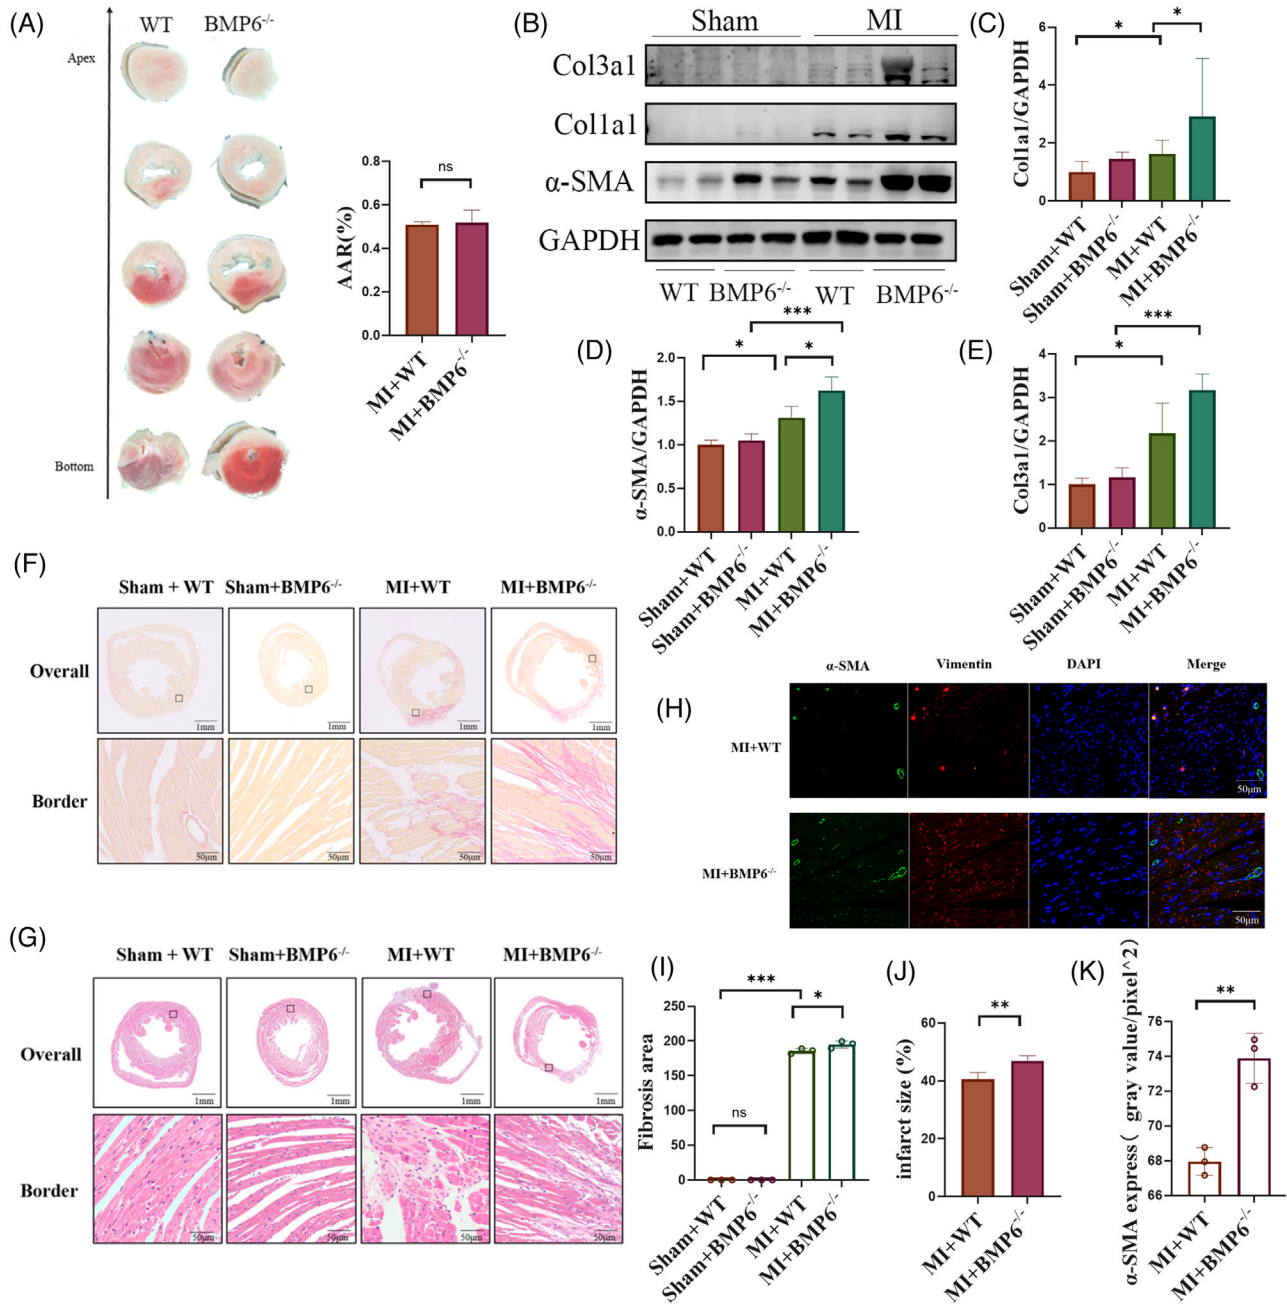 (A)
WT BMP6-/-
Apex
Bottom
AAR(%)
0.8
0.6
0.4
0.2
0.0
ns
MI+WT
MI+BMP6-/-
(B)
Sham MI
Col3a1
Col1a1
α-SMA
GAPDH
WT BMP6-/- WT BMP6-/-
(C)
Col1a1/GAPDH
6
4
2
0
* *
Sham+WT
Sham+BMP6-/-
MI+WT
MI+BMP6-/-
(D)
α-SMA/GAPDH
2.0
1.5
1.0
0.5
0.0
***
* *
Sham+WT
Sham+BMP6-/-
MI+WT
MI+BMP6-/-
(E)
Col3a1/GAPDH
4
3
2
1
0
***
*
Sham+WT
Sham+BMP6-/-
MI+WT
MI+BMP6-/-
(F)
Sham + WT Sham+BMP6-/- MI+WT MI+BMP6-/-
Overall
1mm 1mm 1mm 1mm
Border
50μm 50μm 50μm 50μm
(G)
Sham + WT Sham+BMP6-/- MI+WT MI+BMP6-/-
Overall
1mm 1mm 1mm 1mm
Border
50μm 50μm 50μm 50μm
(H)
α-SMA Vimentin DAPI Merge
MI+WT
50μm
MI+BMP6-/-
50μm
(I)
Fibrosis area
250
200
150
100
50
0
***
*
ns
Sham+WT
Sham+BMP6-/-
MI+WT
MI+BMP6-/-
(J)
infarct size (%)
60
40
20
0
**
MI+WT
MI+BMP6-/-
(K)
α-SMA express( gray value/pixel^2)
76
74
72
70
68
66
**
MI+WT
MI+BMP6-/-